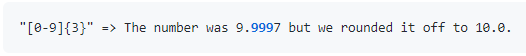 "[0-9]{3}" => The number was 9.9997 but we rounded it off to 10.0.